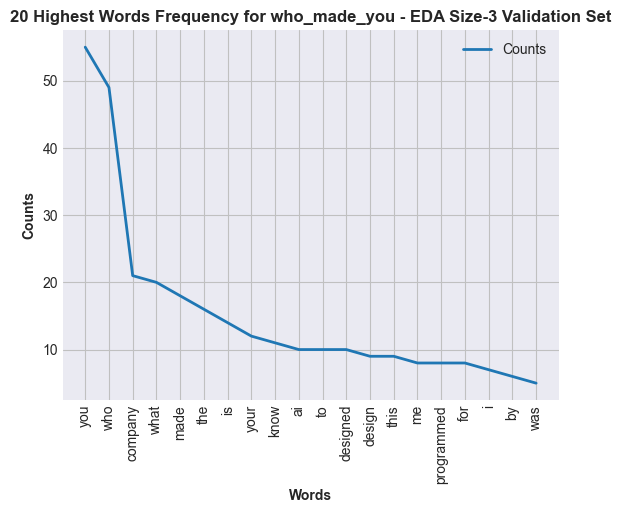 20 Highest Words Frequency for who_made_you - EDA Size-3 Validation Set
Counts
50
40
30
20
10
Counts
you
who
company
what
made
the
is
your
know
ai
to
designed
design
this
me
programmed
for
i
by
was
Words